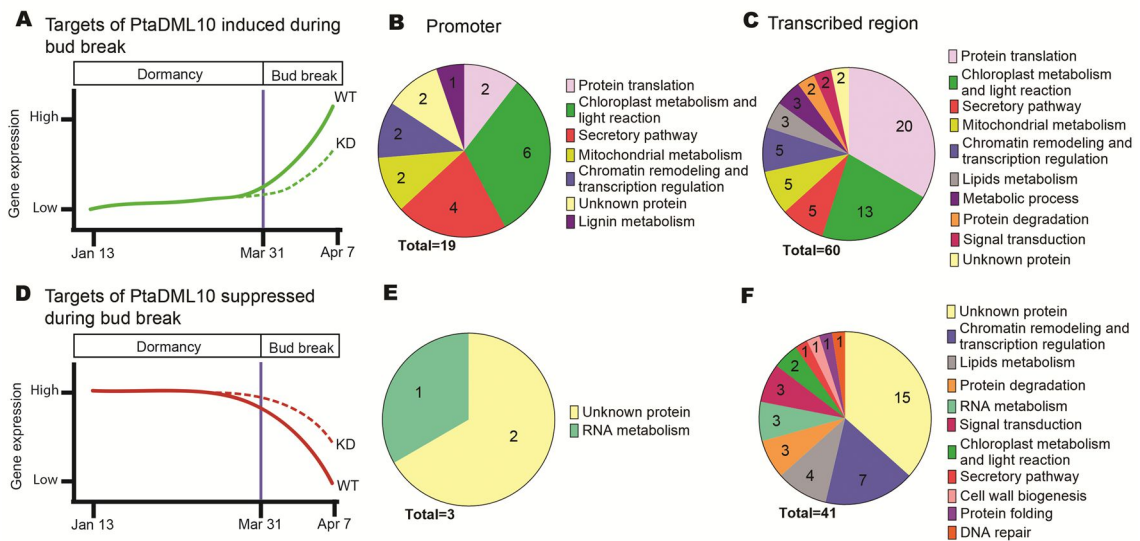 A Targets of PtaDML10 induced during
bud break
Dormancy Bud break
High
Low
Gene expression
WT
KD
Jan 13 Mar 31 Apr 7
B Promoter
1
2
2
6
2
2
4
Total=19
Protein translation
Chloroplast metabolism and
light reaction
Secretory pathway
Mitochondrial metabolism
Chromatin remodeling and
transcription regulation
Unknown protein
Lignin metabolism
C Transcribed region
2
2
2
3
3
20
5
5
5
13
Total=60
Protein translation
Chloroplast metabolism
and light reaction
Secretory pathway
Mitochondrial metabolism
Chromatin remodeling and
transcription regulation
Lipids metabolism
Metabolic process
Protein degradation
Signal transduction
Unknown protein
D Targets of PtaDML10 suppressed
during bud break
Dormancy Bud break
High
Low
Gene expression
KD
WT
Jan 13 Mar 31 Apr 7
E
1
2
Total=3
Unknown protein
RNA metabolism
F
1
1
1
1
2
3
15
3
3
4
7
Total=41
Unknown protein
Chromatin remodeling and
transcription regulation
Lipids metabolism
Protein degradation
RNA metabolism
Signal transduction
Chloroplast metabolism
and light reaction
Secretory pathway
Cell wall biogenesis
Protein folding
DNA repair